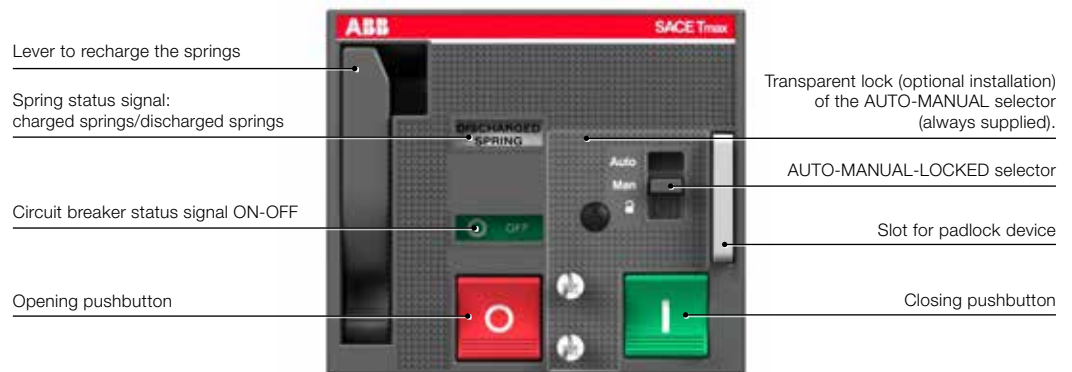 ABB
SACE Tmax
Lever to recharge the springs
Spring status signal:
charged springs/discharged springs
Circuit breaker status signal ON-OFF
Opening pushbutton
DISCHARGED
SPRING
Auto
Man
O OFF
O
I
Transparent lock (optional installation)
of the AUTO-MANUAL selector
(always supplied).
AUTO-MANUAL-LOCKED selector
Slot for padlock device
Closing pushbutton